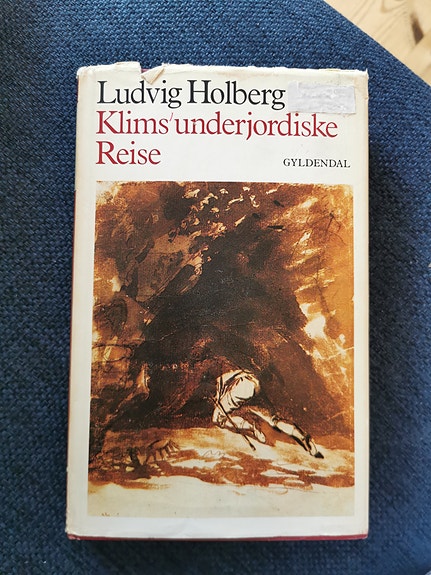 Ludvig Holberg
Klims'underjordiske
Reise
GYLDENDAL